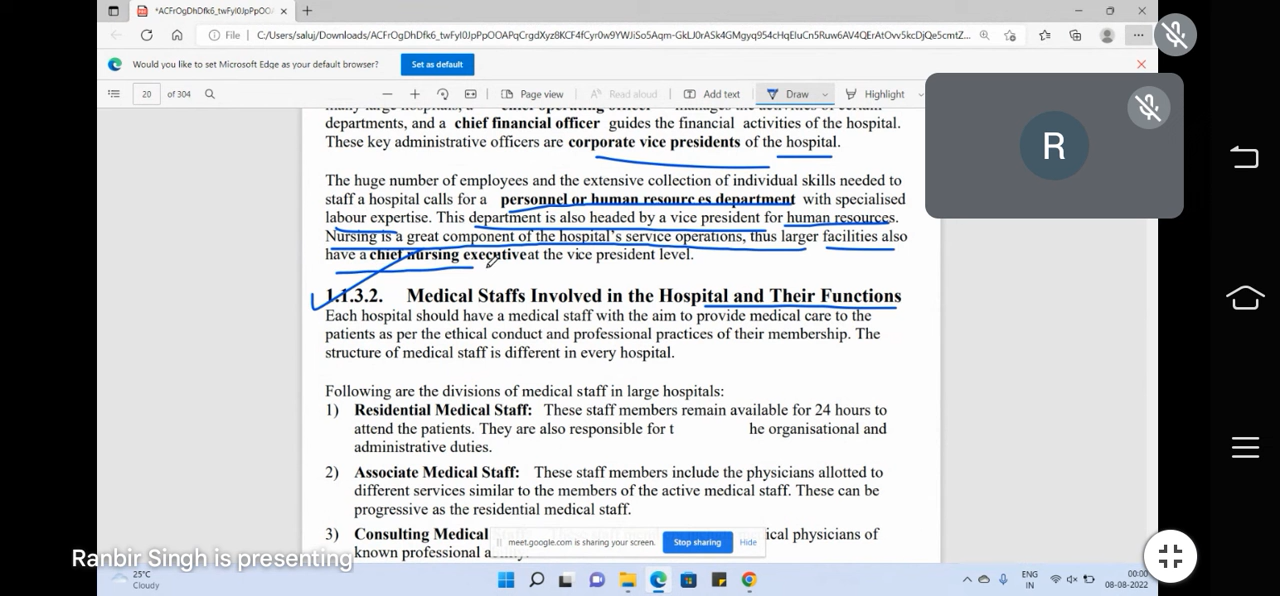 *ACFrOgDhDfk6_twFyI0JpPpOO
File
C:/Users/saluj/Downloads/
Would you like to set Microsoft Edge as your default browser?
Set as default
20 of 304
Page view
Read aloud
Add text
Draw
Highlight
departments, and a chief financial officer guides the financial activities of the hospital.
These key administrative officers are corporate vice presidents of the hospital.
The huge number of employees and the extensive collection of individual skills needed to
staff a hospital calls for a personnel or human resources department with specialised
labour expertise. This department is also headed by a vice president for human resources.
Nursing is a great component of the hospital's service operations, thus larger facilities also
have a chief nursing executive at the vice president level.
1.1.3.2. Medical Staffs Involved in the Hospital and Their Functions
Each hospital should have a medical staff with the aim to provide medical care to the
patients as per the ethical conduct and professional practices of their membership. The
structure of medical staff is different in every hospital.
Following are the divisions of medical staff in large hospitals:
1) Residential Medical Staff: These staff members remain available for 24 hours to
attend the patients. They are also responsible for t he organisational and
administrative duties.
2) Associate Medical Staff: These staff members include the physicians allotted to
different services similar to the members of the active medical staff. These can be
progressive as the residential medical staff.
3) Consulting Medical
ical physicians of
known professional
meet.google.com is sharing your screen.
Stop sharing
Hide
R
Ranbir Singh is presenting
25°C
Cloudy
ENG
IN
00:00
08-08-2022